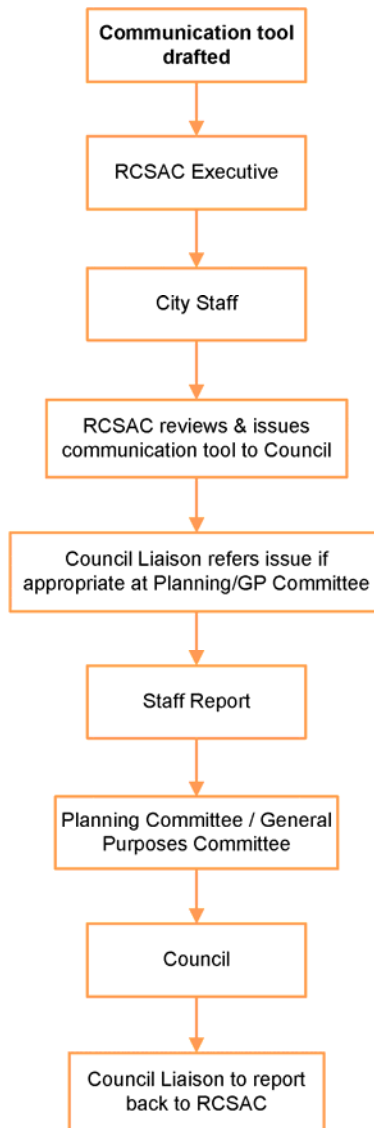 Communication tool
drafted
RCSAC Executive
City Staff
RCSAC reviews & issues
communication tool to Council
Council Liaison refers issue if
appropriate at Planning/GP Committee
Staff Report
Planning Committee / General
Purposes Committee
Council
Council Liaison to report
back to RCSAC